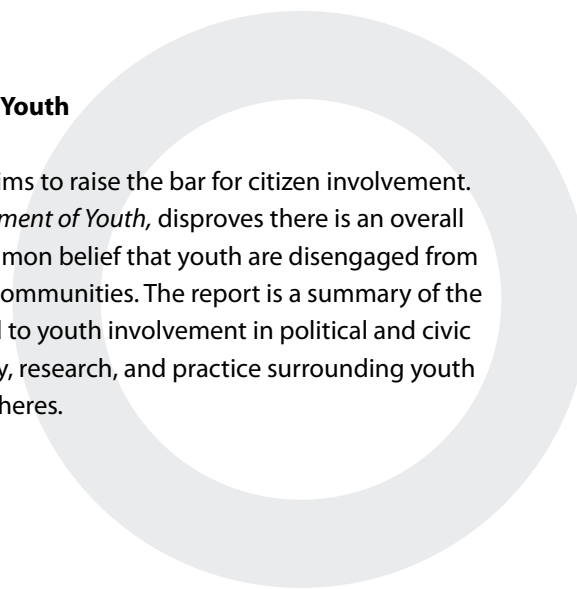 Youth
ims to raise the bar for citizen involvement.
ment of Youth, disproves there is an overall
mon belief that youth are disengaged from
ommunities. The report is a summary of the
l to youth involvement in political and civic
y, research, and practice surrounding youth
heres.